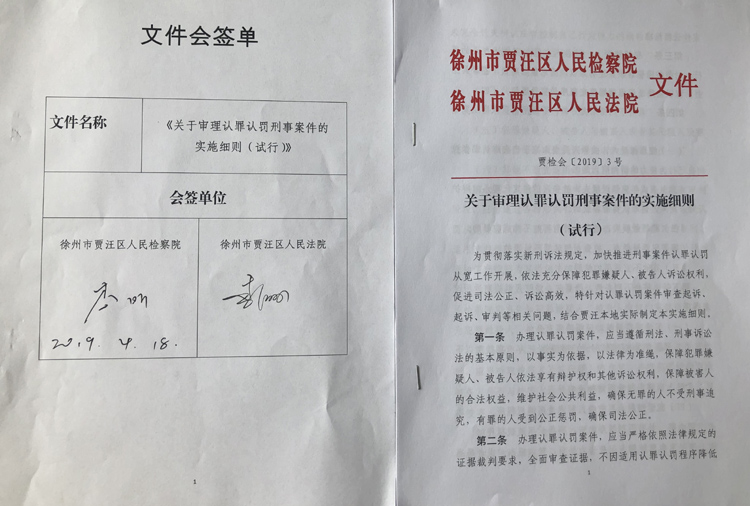 文件会签单
文件名称
《关于审理认罪认罚刑事案件的
实施细则（试行）》
会签单位
徐州市贾汪区人民检察院
徐州市贾汪区人民法院
2019. 4. 18.
1
徐州市贾汪区人民检察院
徐州市贾汪区人民法院
文件
贾检会〔2019〕3号
关于审理认罪认罚刑事案件的实施细则
（试行）
为贯彻落实新刑诉法规定，加快推进刑事案件认罪认罚
从宽工作开展，依法充分保障犯罪嫌疑人、被告人诉讼权利，
促进司法公正、诉讼高效，特针对认罪认罚案件审查起诉、
起诉、审判等相关问题，结合贾汪本地实际制定本实施细则。
第一条 办理认罪认罚案件，应当遵循刑法、刑事诉讼
法的基本原则，以事实为依据，以法律为准绳，保障犯罪嫌
疑人、被告人依法享有辩护权和其他诉讼权利，保障被害人
的合法权益，维护社会公共利益，确保无罪的人不受刑事追
究，有罪的人受到公正惩罚，确保司法公正。
第二条 办理认罪认罚案件，应当严格依照法律规定的
证据裁判要求，全面审查证据，不因适用认罪认罚程序降低
1